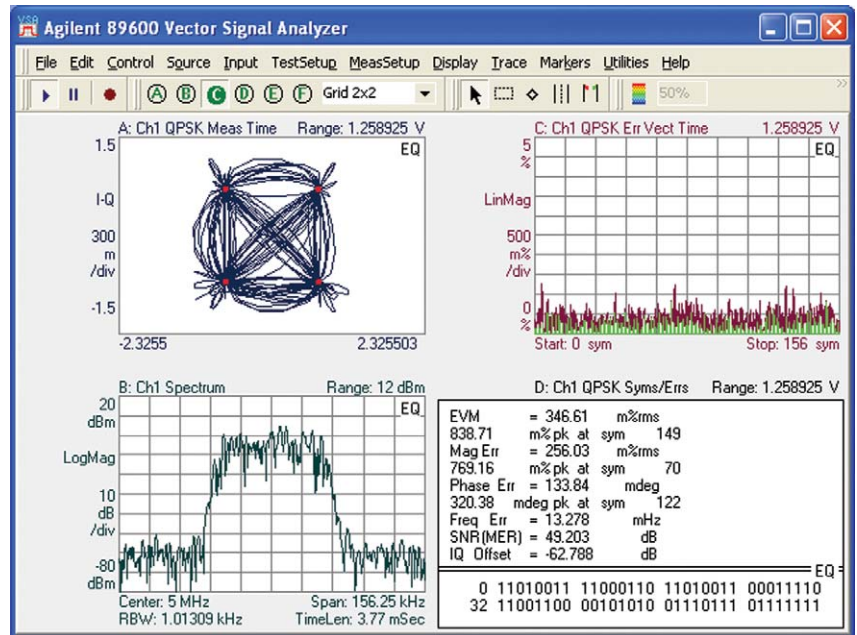 VSA
Agilent 89600 Vector Signal Analyzer
File Edit Control Source Input TestSetup MeasSetup Display Trace Markers Utilities Help
A B C D E F Grid 2x2 50%
A: Ch1 QPSK Meas Time Range: 1.258925 V
1.5
EQ
I-Q
300
m
/div
-1.5
-2.3255 2.325503
C: Ch1 QPSK Err Vect Time 1.258925 V
5
%
EQ
LinMag
500
m%
/div
0
%
Start: 0 sym Stop: 156 sym
B: Ch1 Spectrum Range: 12 dBm
20
dBm
EQ
LogMag
10
dB
/div
-80
dBm
Center: 5 MHz Span: 156.25 kHz
RBW: 1.01309 kHz TimeLen: 3.77 mSec
D: Ch1 QPSK Syms/Errs Range: 1.258925 V
EVM = 346.61 m%rms
838.71 m% pk at sym 149
Mag Err = 256.03 m%rms
769.16 m% pk at sym 70
Phase Err = 133.84 mdeg
320.38 mdeg pk at sym 122
Freq Err = 13.278 mHz
SNR(MER) = 49.203 dB
IQ Offset = -62.788 dB
EQ
0 11010011 11000110 11010011 00011110
32 11001100 00101010 01110111 01111111